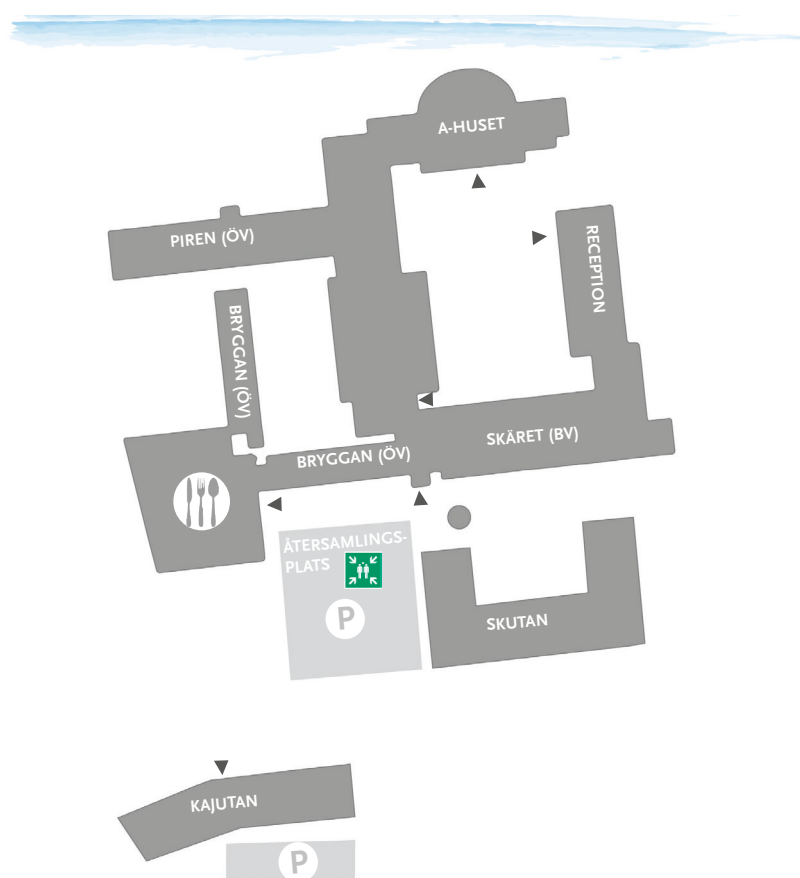 A-HUSET
PIREN (ÖV)
RECEPTION
BRYGGAN (ÖV)
SKÄRET (BV)
BRYGGAN (ÖV)
ÅTERSAMLINGS-
PLATS
P
SKUTAN
KAJUTAN
P